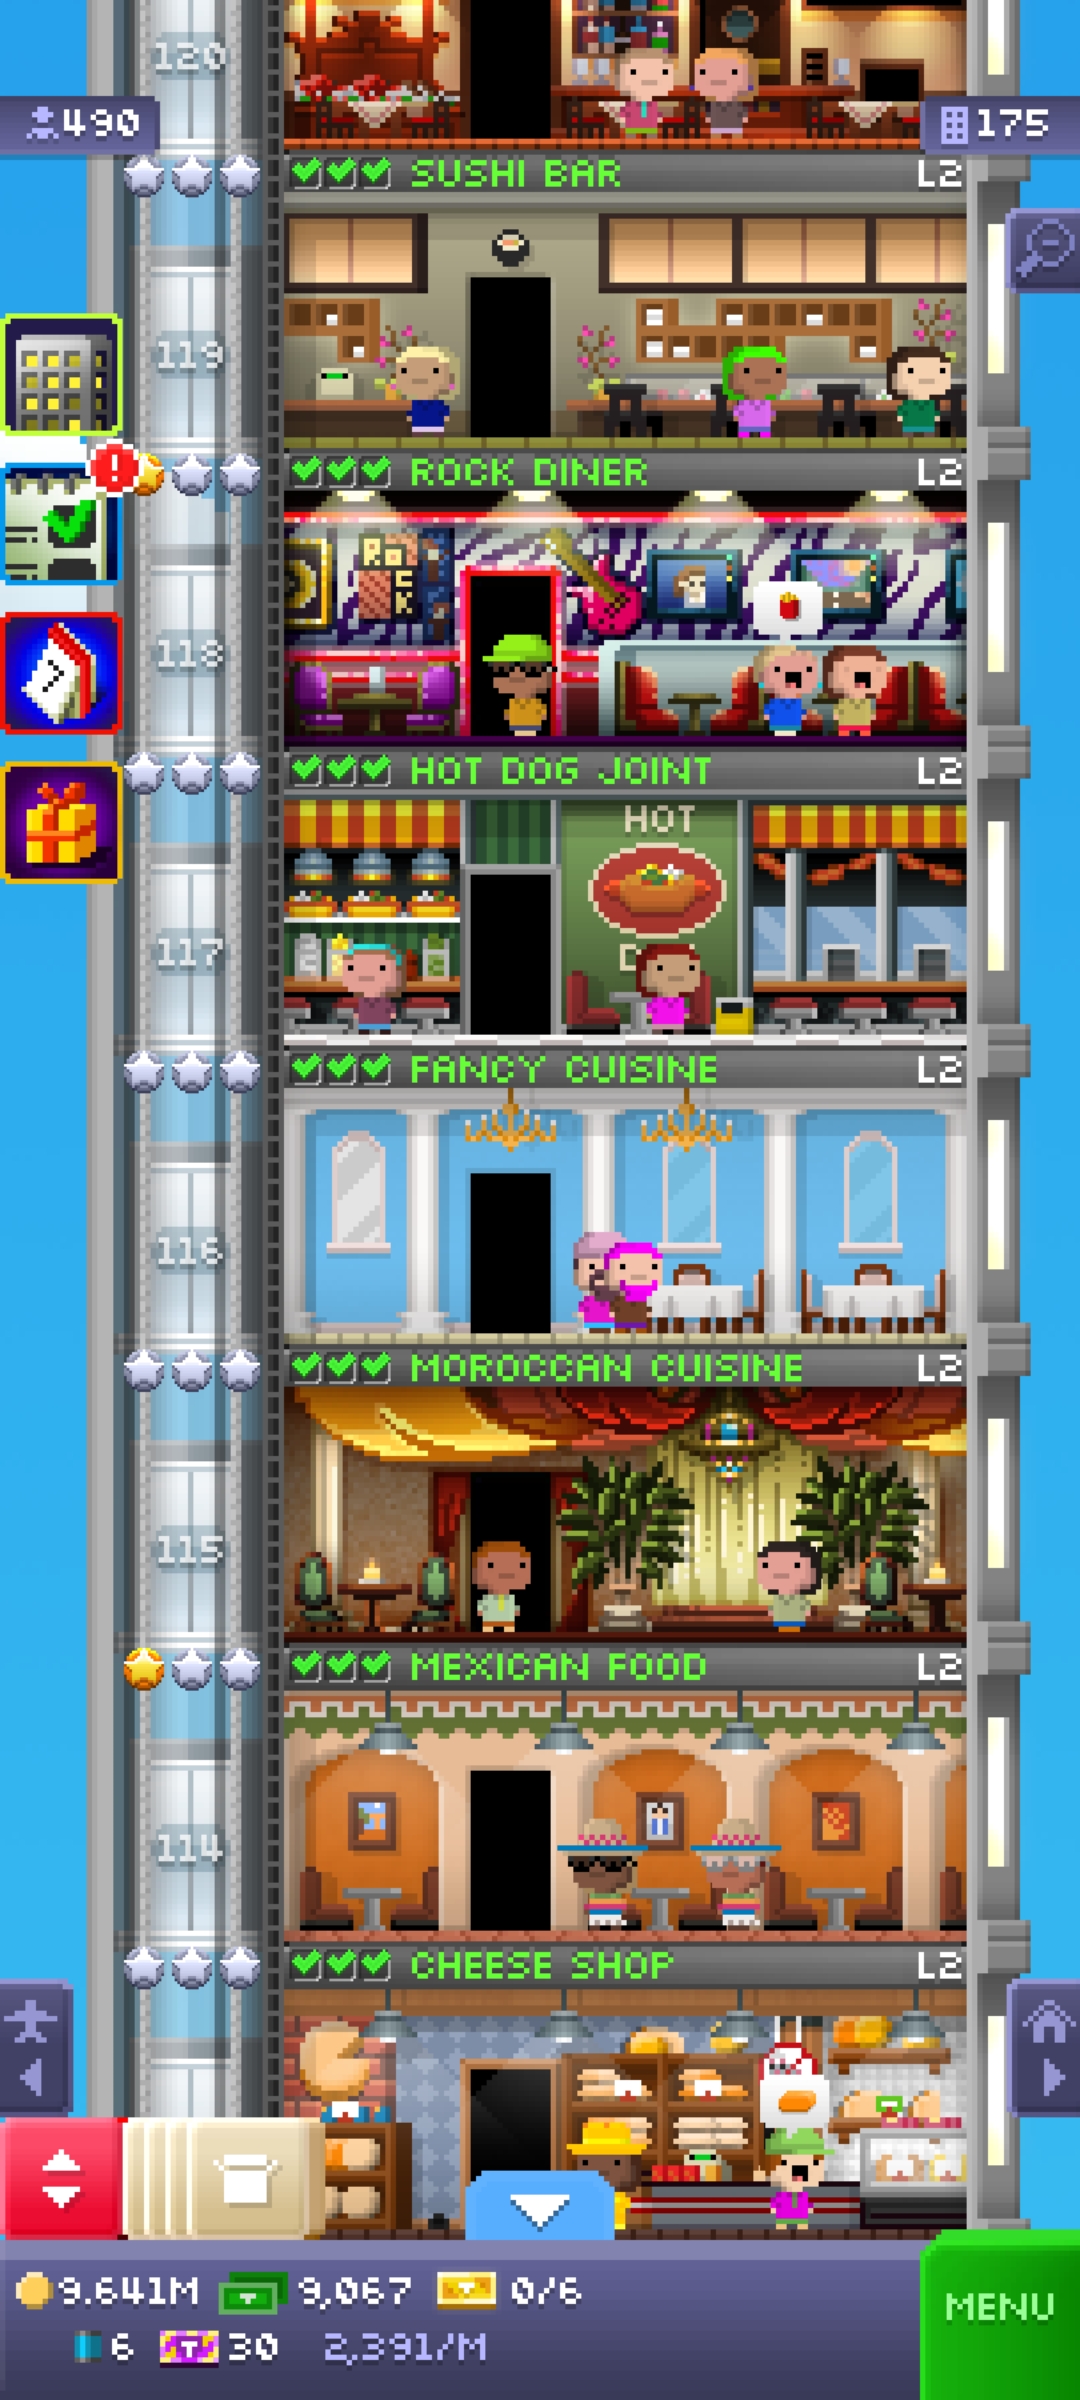 120
490
175
SUSHI BAR L2
119
ROCK DINER L2
ROCK
118
HOT DOG JOINT L2
HOT
D
117
FANCY CUISINE L2
116
MOROCCAN CUISINE L2
115
MEXICAN FOOD L2
114
CHEESE SHOP L2
9.641M 9,067 0/6
6 T 30 2,391/M
MENU